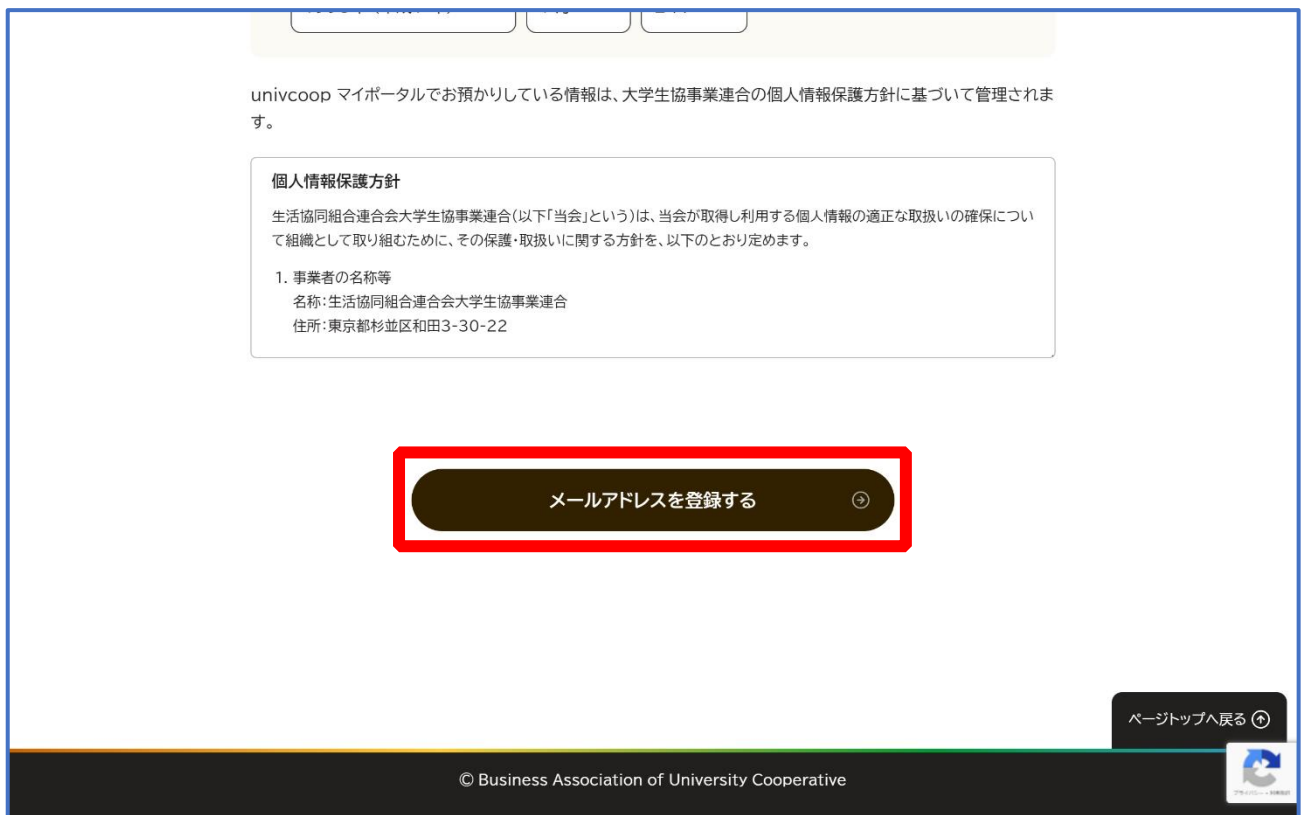 univcoop マイポータルでお預かりしている情報は、大学生協事業連合の個人情報保護方針に基づいて管理されま
す。
個人情報保護方針
生活協同組合連合会大学生協事業連合(以下「当会」という)は、当会が取得し利用する個人情報の適正な取扱いの確保につい
て組織として取り組むために、その保護・取扱いに関する方針を、以下のとおり定めます。
1. 事業者の名称等
名称:生活協同組合連合会大学生協事業連合
住所:東京都杉並区和田3-30-22
メールアドレスを登録する
ページトップへ戻る
© Business Association of University Cooperative